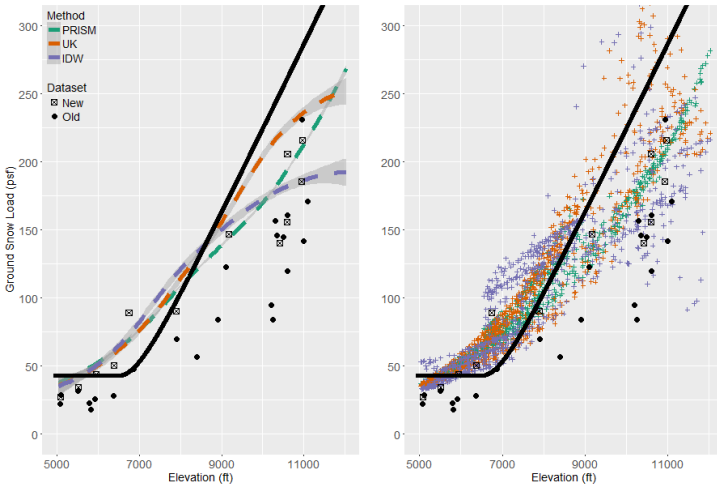 Method
PRISM
UK
IDW
Dataset
New
Old
Ground Snow Load (psf)
300
250
200
150
100
50
0
5000 7000 9000 11000
Elevation (ft)
300
250
200
150
100
50
0
5000 7000 9000 11000
Elevation (ft)